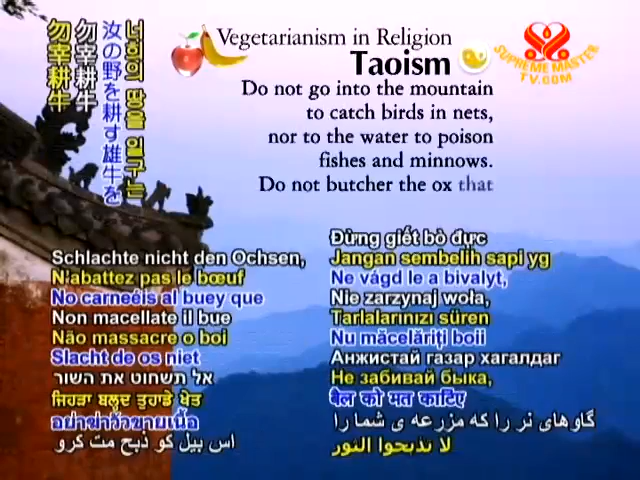 Vegetarianism in Religion
Taoism
SUPREME MASTER
TV.COM
Do not go into the mountain
to catch birds in nets,
nor to the water to poison
fishes and minnows.
Do not butcher the ox that
너희의 땅을 일구는
汝の野を耕す雄牛を
勿宰耕牛
勿宰耕牛
Schlachte nicht den Ochsen,
N'abattez pas le bœuf
No carneéis al buey que
Non macellate il bue
Não massacre o boi
Slacht de os niet
אל תשחוט את השור
ਜਿਹੜਾ ਬਲਦ ਤੁਹਾਡੇ ਖੇਤ
อย่าฆ่าวัวขายเนื้อ
اس بیل کو ذبح مت کرو
Đừng giết bò đực
Jangan sembelih sapi yg
Ne vágd le a bivalyt,
Nie zarzynaj woła,
Tarlalarınızı süren
Nu măcelăriți boii
Анжистай газар хагалдаг
Не забивай быка,
बैल को मत काटिए
گاوهای نر را که مزرعه ی شما را
لا تذبحوا الثور